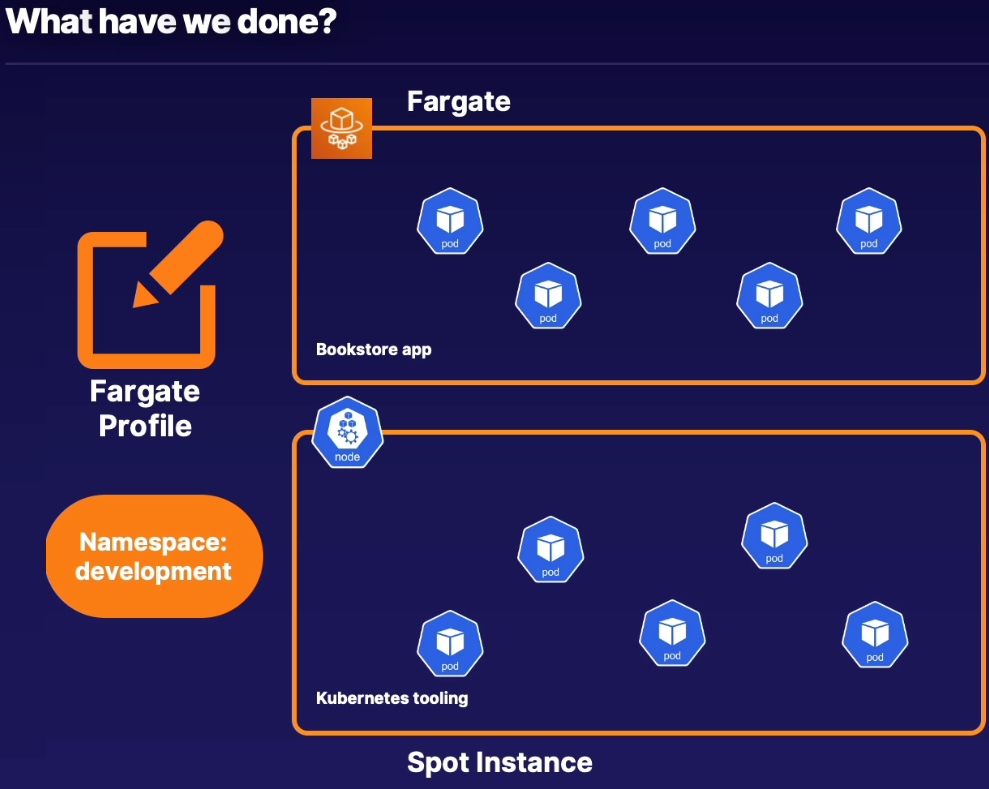 What have we done?
Fargate
pod
pod
pod
pod
pod
Bookstore app
Fargate
Profile
node
Namespace:
development
pod
pod
pod
pod
pod
Kubernetes tooling
Spot Instance